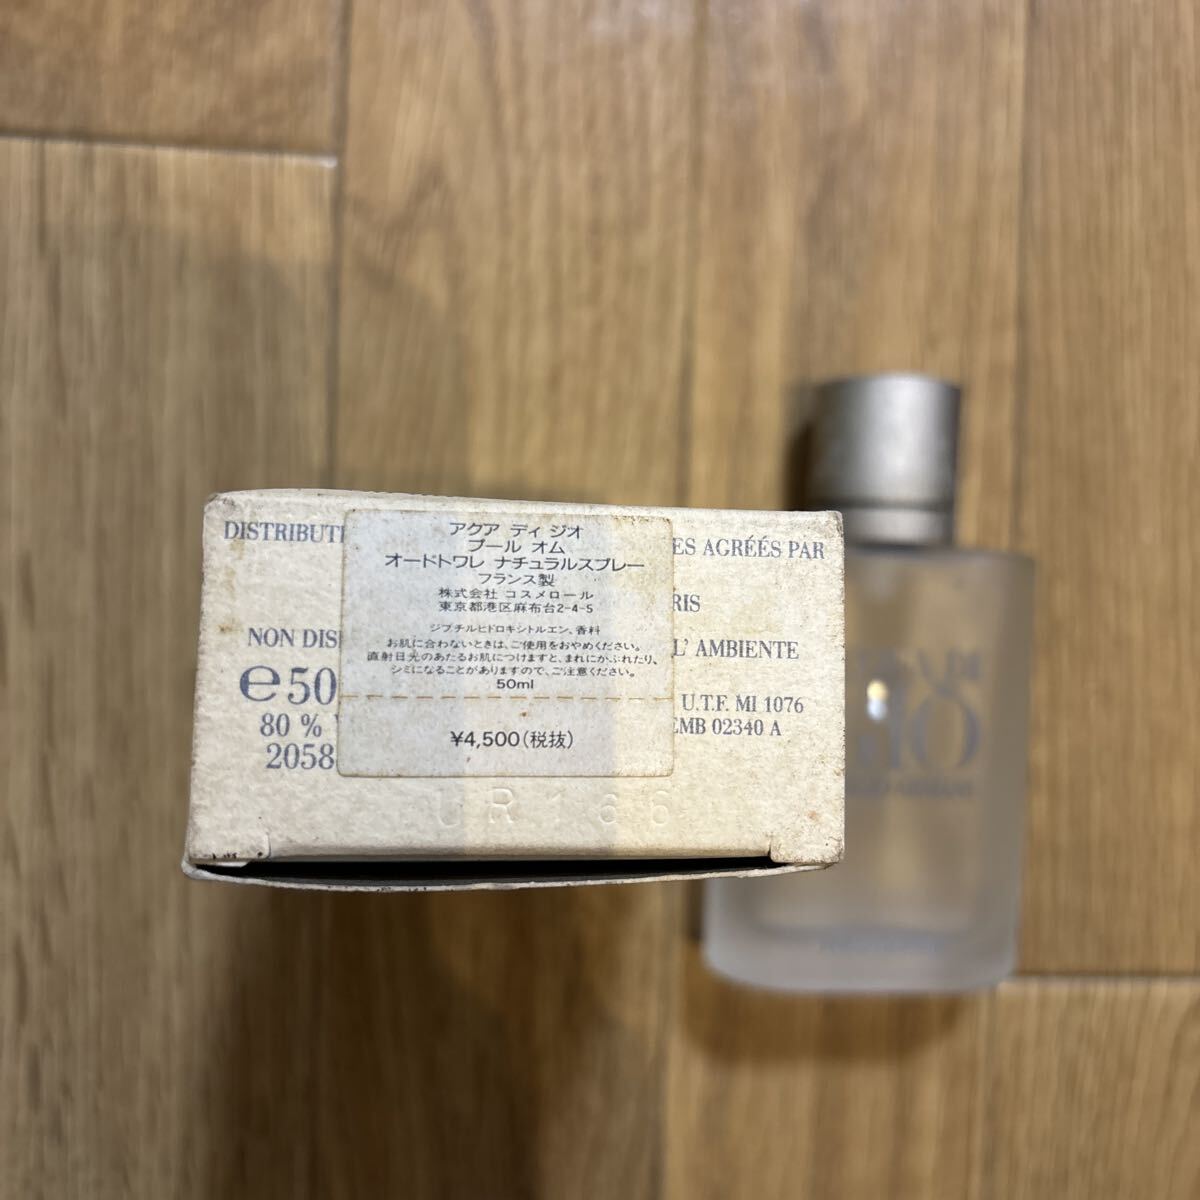 DISTRIBUT
ES AGRÉÉS PAR
RIS
NON DIS
L' AMBIENTE
℮50
U.T.F. MI 1076
80 %
EMB 02340 A
2058
アクア ディ ジオ
プール オム
オードトワレ ナチュラルスプレー
フランス製
株式会社 コスメロール
東京都港区麻布台2-4-5
ジブチルヒドロキシトルエン、香料
お肌に合わないときは、ご使用をおやめください。
直射日光のあたるお肌につけますと、まれにかぶれたり、
シミになることがありますので、ご注意ください。
50ml
¥4,500(税抜)
UR166
GIO